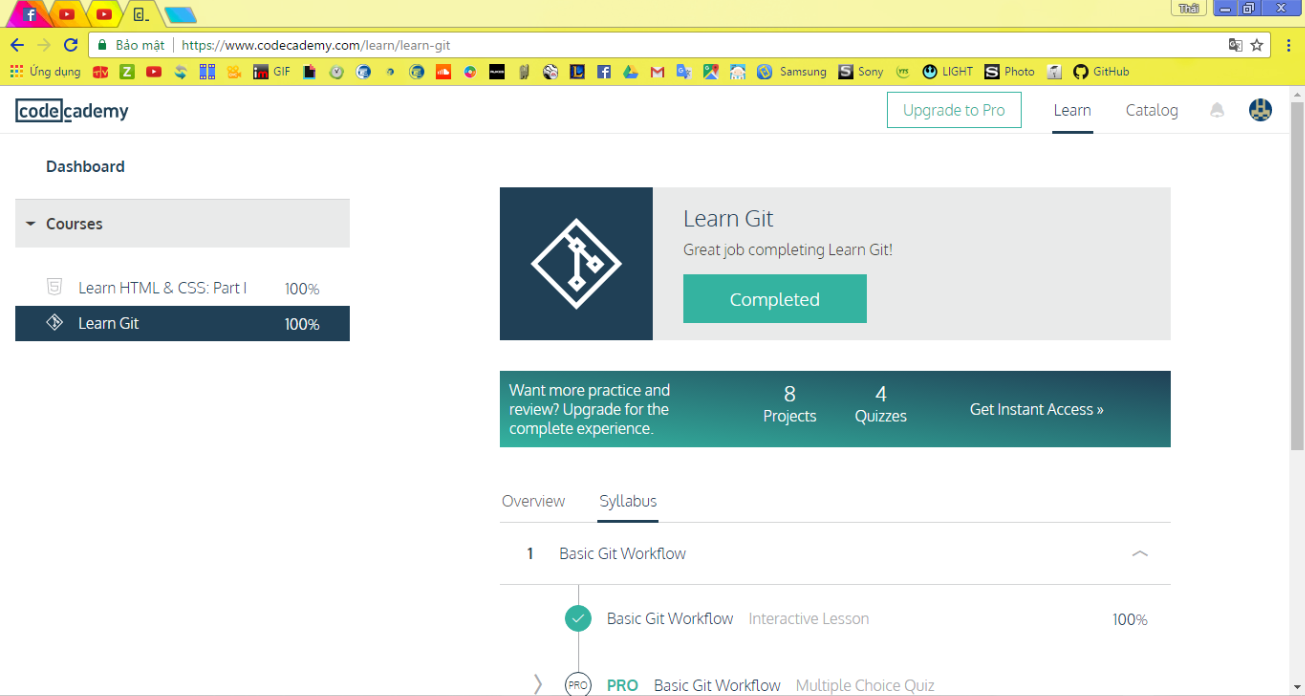 Thái
Bảo mật
https://www.codecademy.com/learn/learn-git
Ứng dụng
GIF
Samsung
Sony
LIGHT
Photo
GitHub
codecademy
Upgrade to Pro
Learn
Catalog
Dashboard
Courses
Learn HTML & CSS: Part I 100%
Learn Git 100%
Learn Git
Great job completing Learn Git!
Completed
Want more practice and
review? Upgrade for the
complete experience.
8
Projects
4
Quizzes
Get Instant Access »
Overview Syllabus
1 Basic Git Workflow
Basic Git Workflow Interactive Lesson 100%
PRO PRO Basic Git Workflow Multiple Choice Quiz